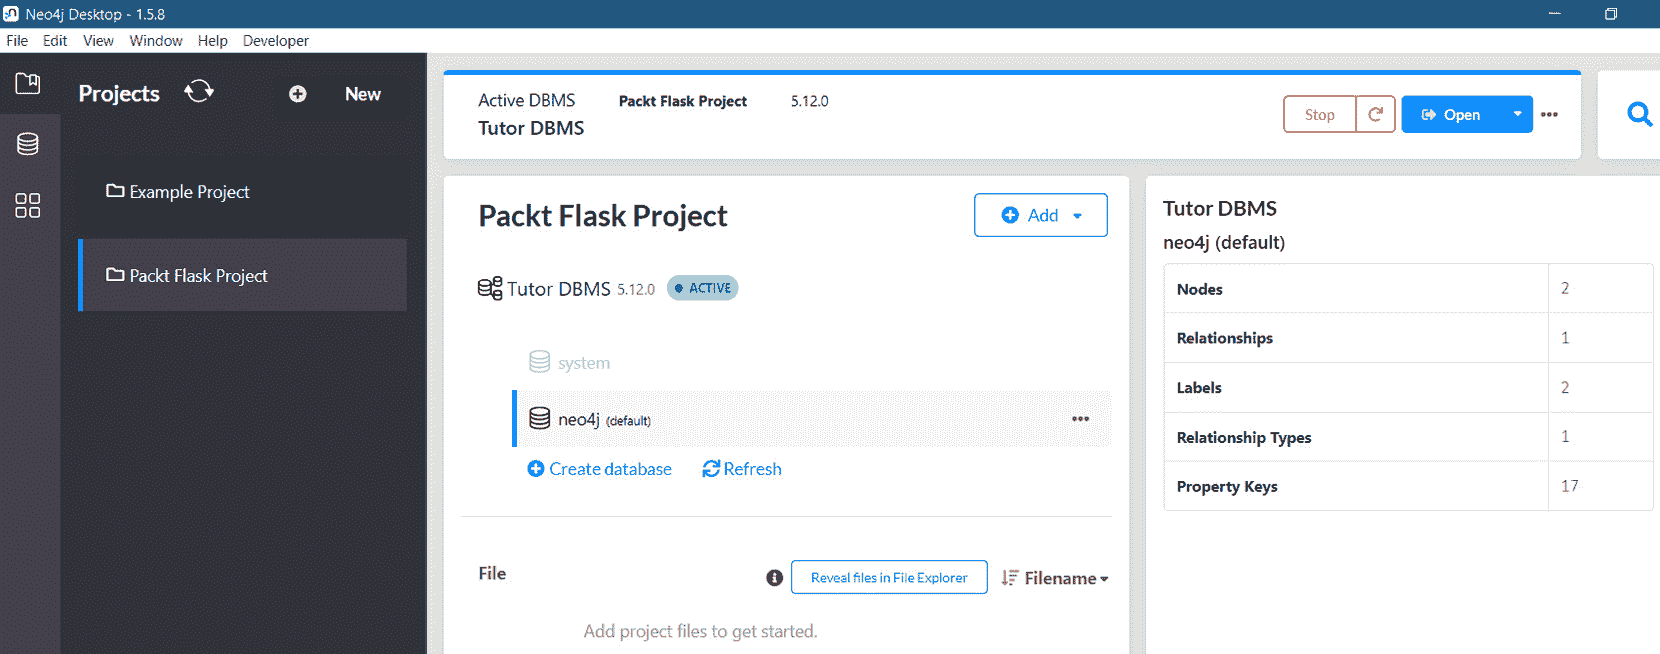 Neo4j Desktop - 1.5.8
File Edit View Window Help Developer
Projects
New
Example Project
Packt Flask Project
Active DBMS Packt Flask Project 5.12.0
Tutor DBMS
Stop
Open
Packt Flask Project
Add
Tutor DBMS 5.12.0 ACTIVE
system
neo4j (default)
Create database Refresh
File
Reveal files in File Explorer
Filename
Add project files to get started.
Tutor DBMS
neo4j (default)
Nodes 2
Relationships 1
Labels 2
Relationship Types 1
Property Keys 17